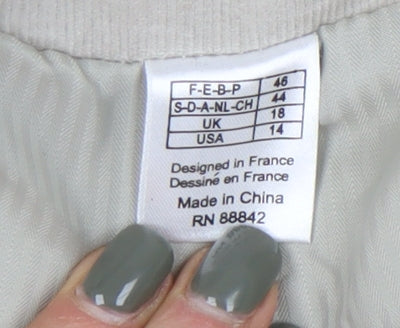 F-E-B-P 46
S-D-A-NL-CH 44
UK 18
USA 14
Designed in France
Dessiné en France
Made in China
RN 88842